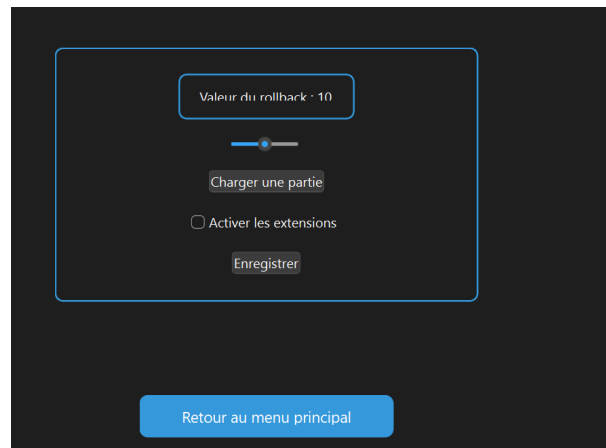 Valeur du rollback : 10
Charger une partie
Activer les extensions
Enregistrer
Retour au menu principal